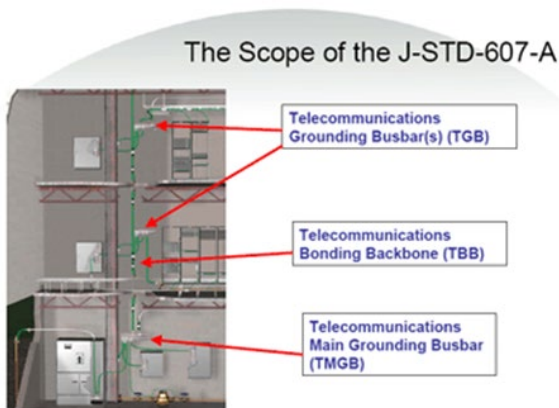 The Scope of the J-STD-607-A
Telecommunications
Grounding Busbar(s) (TGB)
Telecommunications
Bonding Backbone (TBB)
Telecommunications
Main Grounding Busbar
(TMGB)